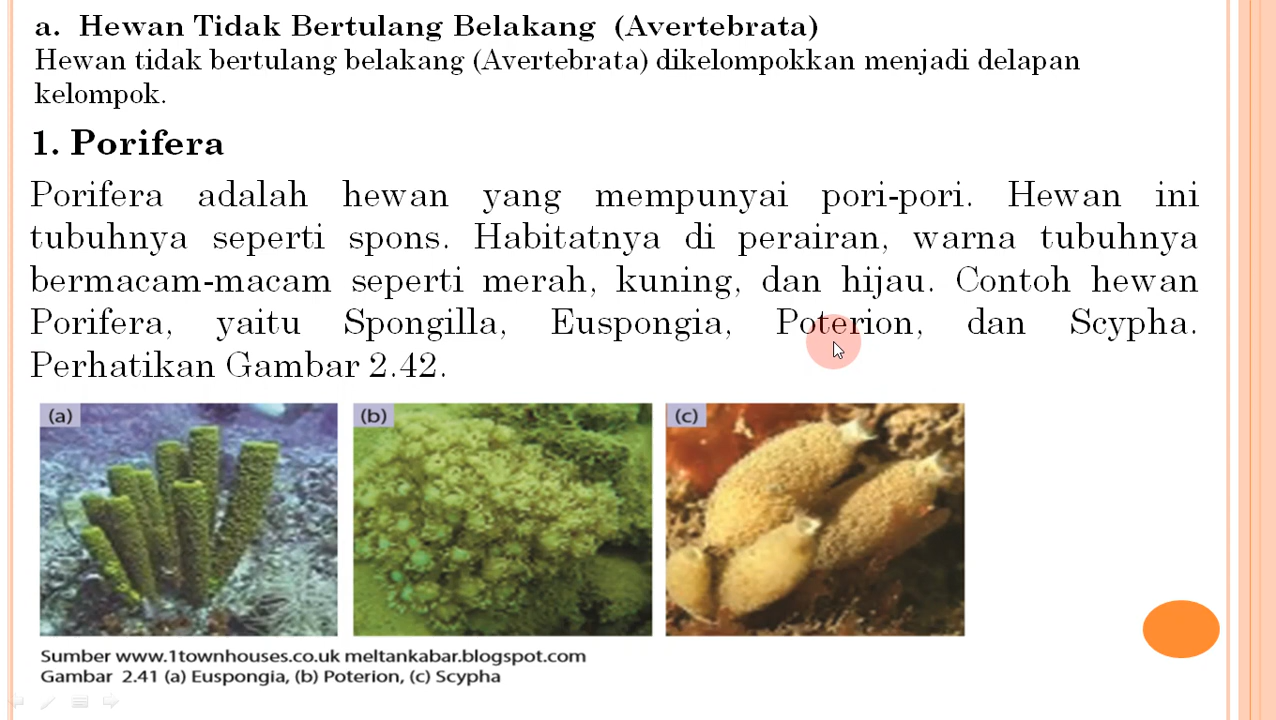 a. Hewan Tidak Bertulang Belakang (Avertebrata)
Hewan tidak bertulang belakang (Avertebrata) dikelompokkan menjadi delapan
kelompok.
1. Porifera
Porifera adalah hewan yang mempunyai pori-pori. Hewan ini
tubuhnya seperti spons. Habitatnya di perairan, warna tubuhnya
bermacam-macam seperti merah, kuning, dan hijau. Contoh hewan
Porifera, yaitu Spongilla, Euspongia, Poterion, dan Scypha.
Perhatikan Gambar 2.42.
(a)
(b)
(c)
Sumber www.1townhouses.co.uk meltankabar.blogspot.com
Gambar 2.41 (a) Euspongia, (b) Poterion, (c) Scypha